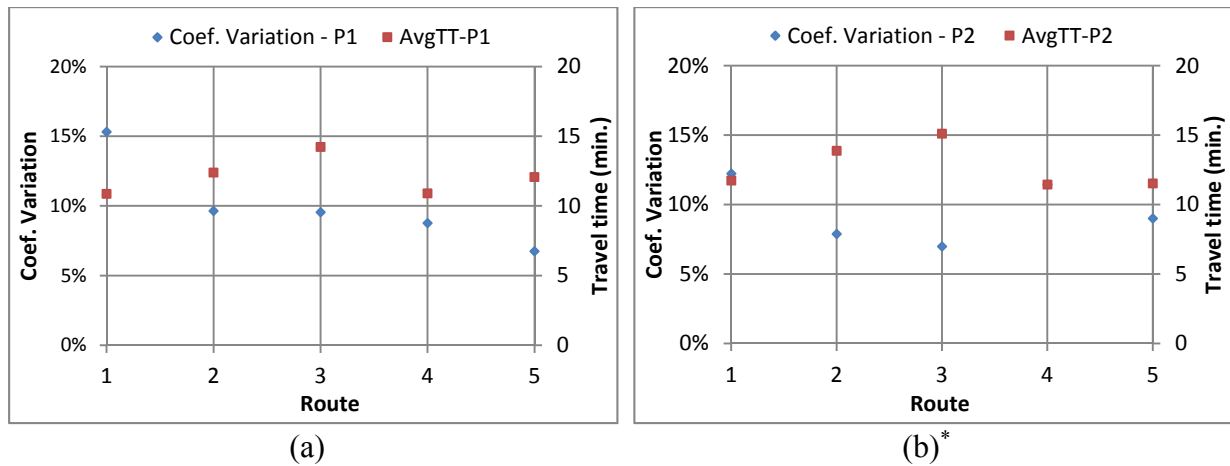 Coef. Variation - P1 AvgTT-P1
20%
15%
10%
5%
0%
Coef. Variation
20
15
10
5
0
Travel time (min.)
1 2 3 4 5
Route
(a)
Coef. Variation - P2 AvgTT-P2
20%
15%
10%
5%
0%
Coef. Variation
20
15
10
5
0
Travel time (min.)
1 2 3 4 5
Route
(b)*